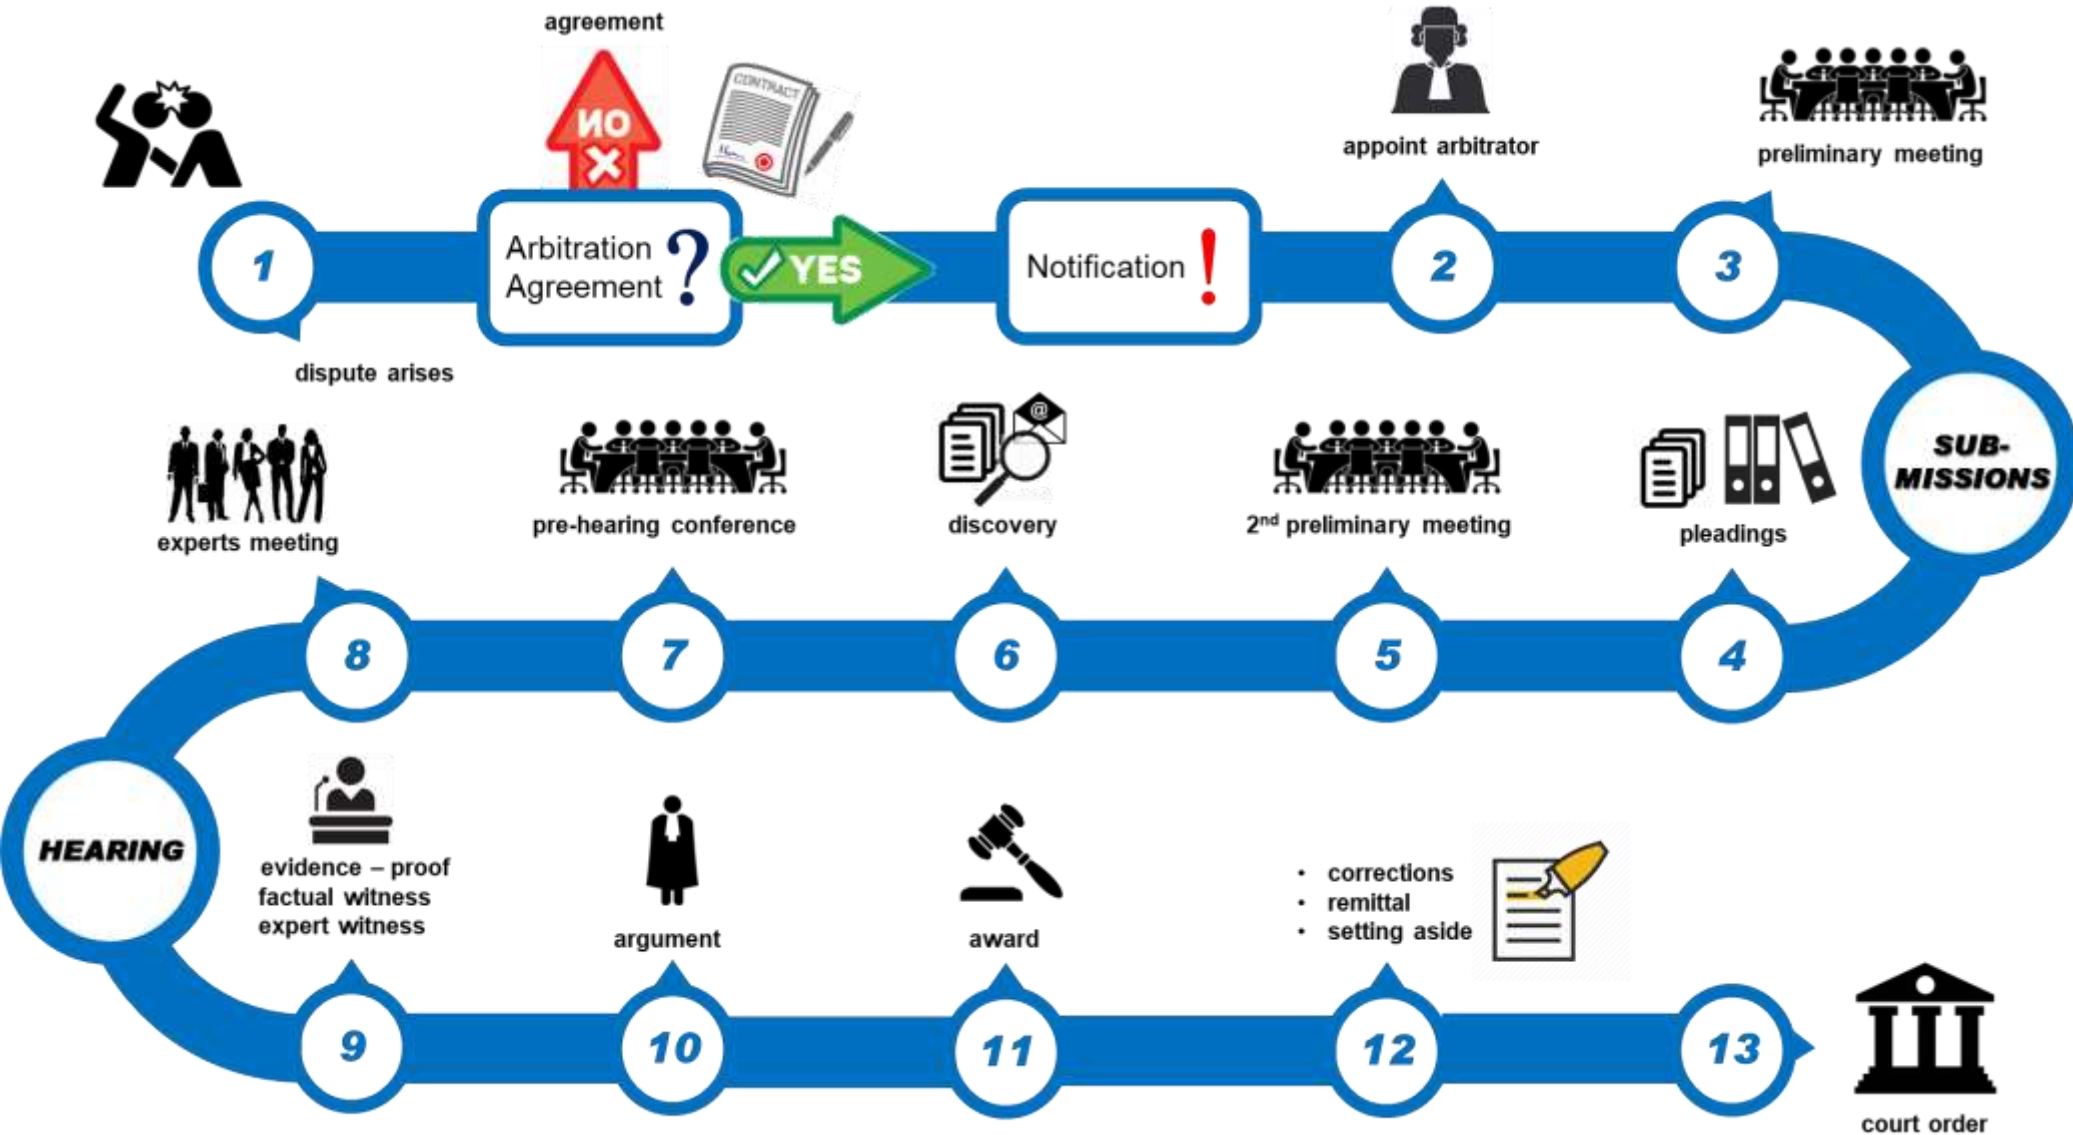 agreement
ИO
CONTRACT
appoint arbitrator
preliminary meeting
1
Arbitration
Agreement ?
YES
Notification !
2
3
dispute arises
SUB-
MISSIONS
experts meeting
pre-hearing conference
discovery
@
2nd preliminary meeting
pleadings
8
7
6
5
4
HEARING
evidence – proof
factual witness
expert witness
argument
award
• corrections
• remittal
• setting aside
9
10
11
12
13
court order